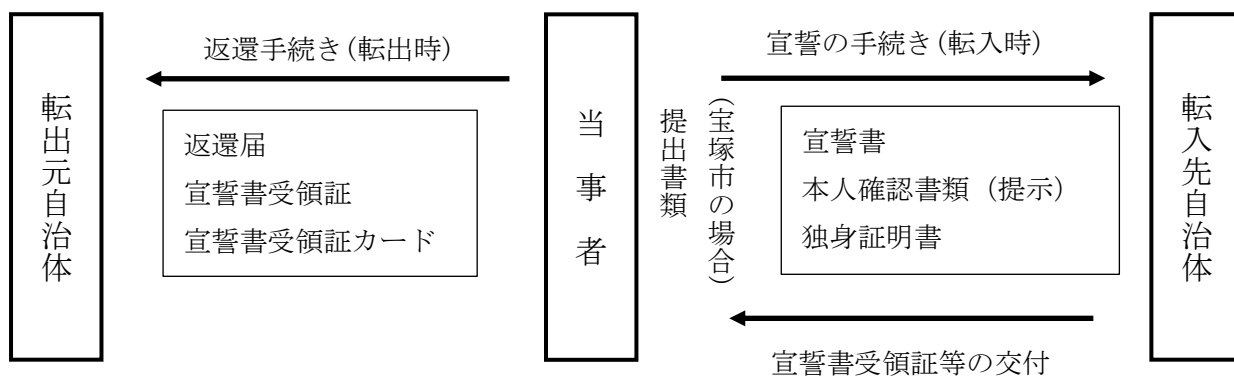 転出元自治体
返還手続き(転出時)
返還届
宣誓書受領証
宣誓書受領証カード
当事者
宣誓の手続き(転入時)
提出書類
(宝塚市の場合)
宣誓書
本人確認書類（提示）
独身証明書
宣誓書受領証等の交付
転入先自治体